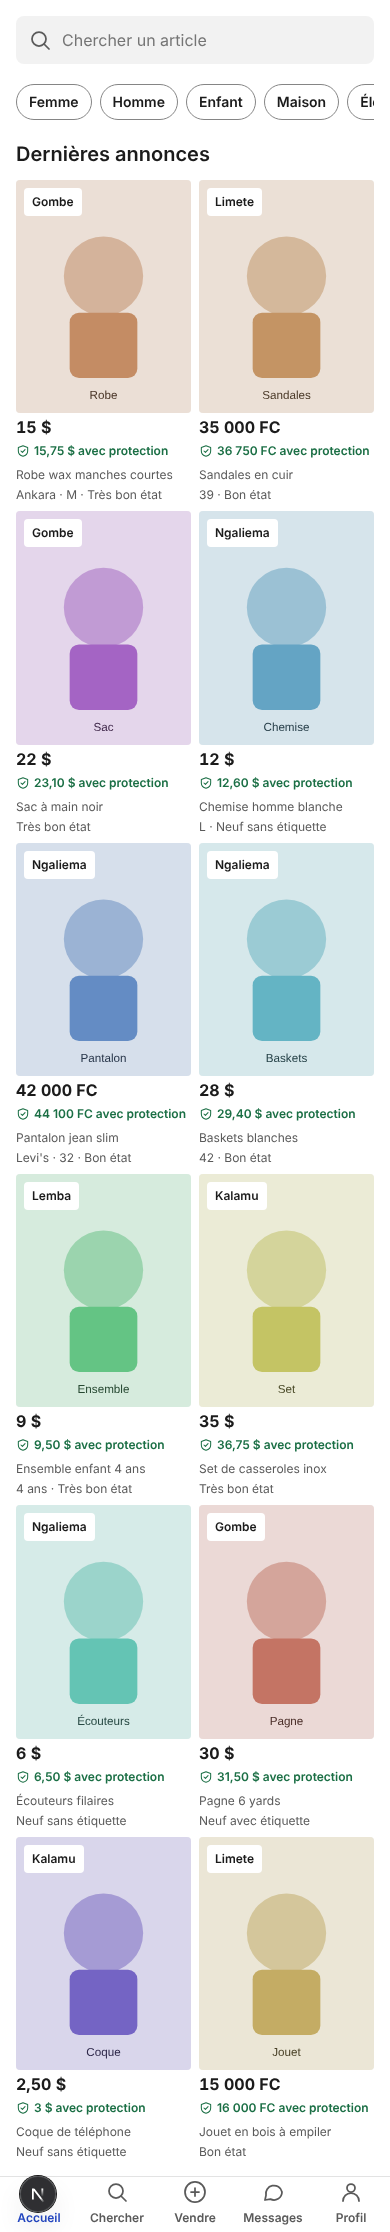 Chercher un article
Femme Homme Enfant Maison Éle
Dernières annonces
Gombe
Robe
15 $
15,75 $ avec protection
Robe wax manches courtes
Ankara · M · Très bon état
Limete
Sandales
35 000 FC
36 750 FC avec protection
Sandales en cuir
39 · Bon état
Gombe
Sac
22 $
23,10 $ avec protection
Sac à main noir
Très bon état
Ngaliema
Chemise
12 $
12,60 $ avec protection
Chemise homme blanche
L · Neuf sans étiquette
Ngaliema
Pantalon
42 000 FC
44 100 FC avec protection
Pantalon jean slim
Levi's · 32 · Bon état
Ngaliema
Baskets
28 $
29,40 $ avec protection
Baskets blanches
42 · Bon état
Lemba
Ensemble
9 $
9,50 $ avec protection
Ensemble enfant 4 ans
4 ans · Très bon état
Kalamu
Set
35 $
36,75 $ avec protection
Set de casseroles inox
Très bon état
Ngaliema
Écouteurs
6 $
6,50 $ avec protection
Écouteurs filaires
Neuf sans étiquette
Gombe
Pagne
30 $
31,50 $ avec protection
Pagne 6 yards
Neuf avec étiquette
Kalamu
Coque
2,50 $
3 $ avec protection
Coque de téléphone
Neuf sans étiquette
Limete
Jouet
15 000 FC
16 000 FC avec protection
Jouet en bois à empiler
Bon état
N
Accueil Chercher Vendre Messages Profil